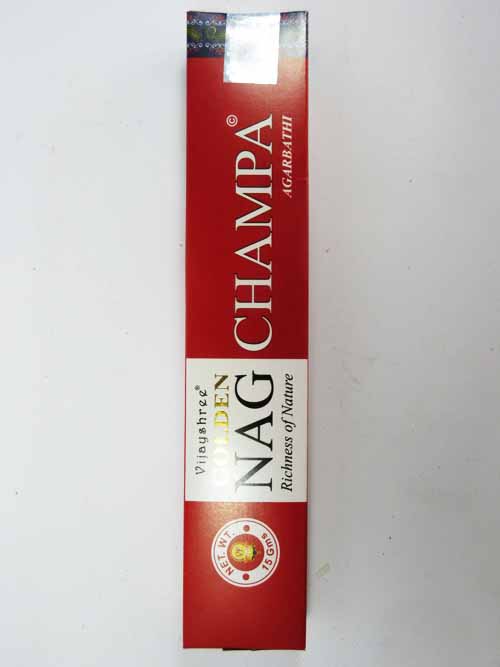 Vijayshree®
GOLDEN
NAG CHAMPA©
Richness of Nature
AGARBATHI
NET. WT.
15 Gms